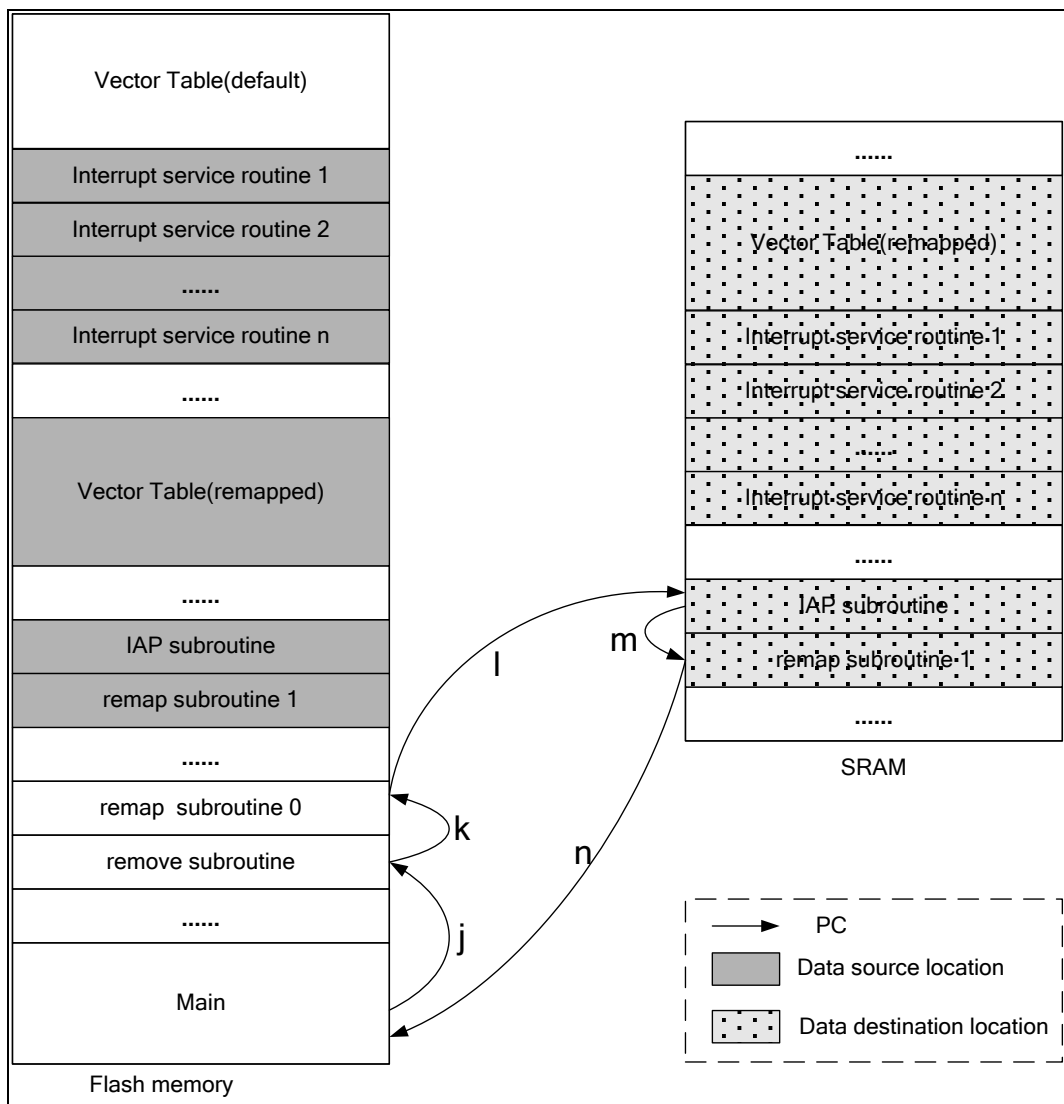 Vector Table(default)
Interrupt service routine 1
Interrupt service routine 2
......
Interrupt service routine n
......
Vector Table(remapped)
......
IAP subroutine
remap subroutine 1
......
remap  subroutine 0
remove subroutine
......
Main
Flash memory
l
k
j
m
n
......
Vector Table(remapped)
Interrupt service routine 1
Interrupt service routine 2
......
Interrupt service routine n
......
IAP subroutine
remap subroutine 1
......
SRAM
PC
Data source location
Data destination location